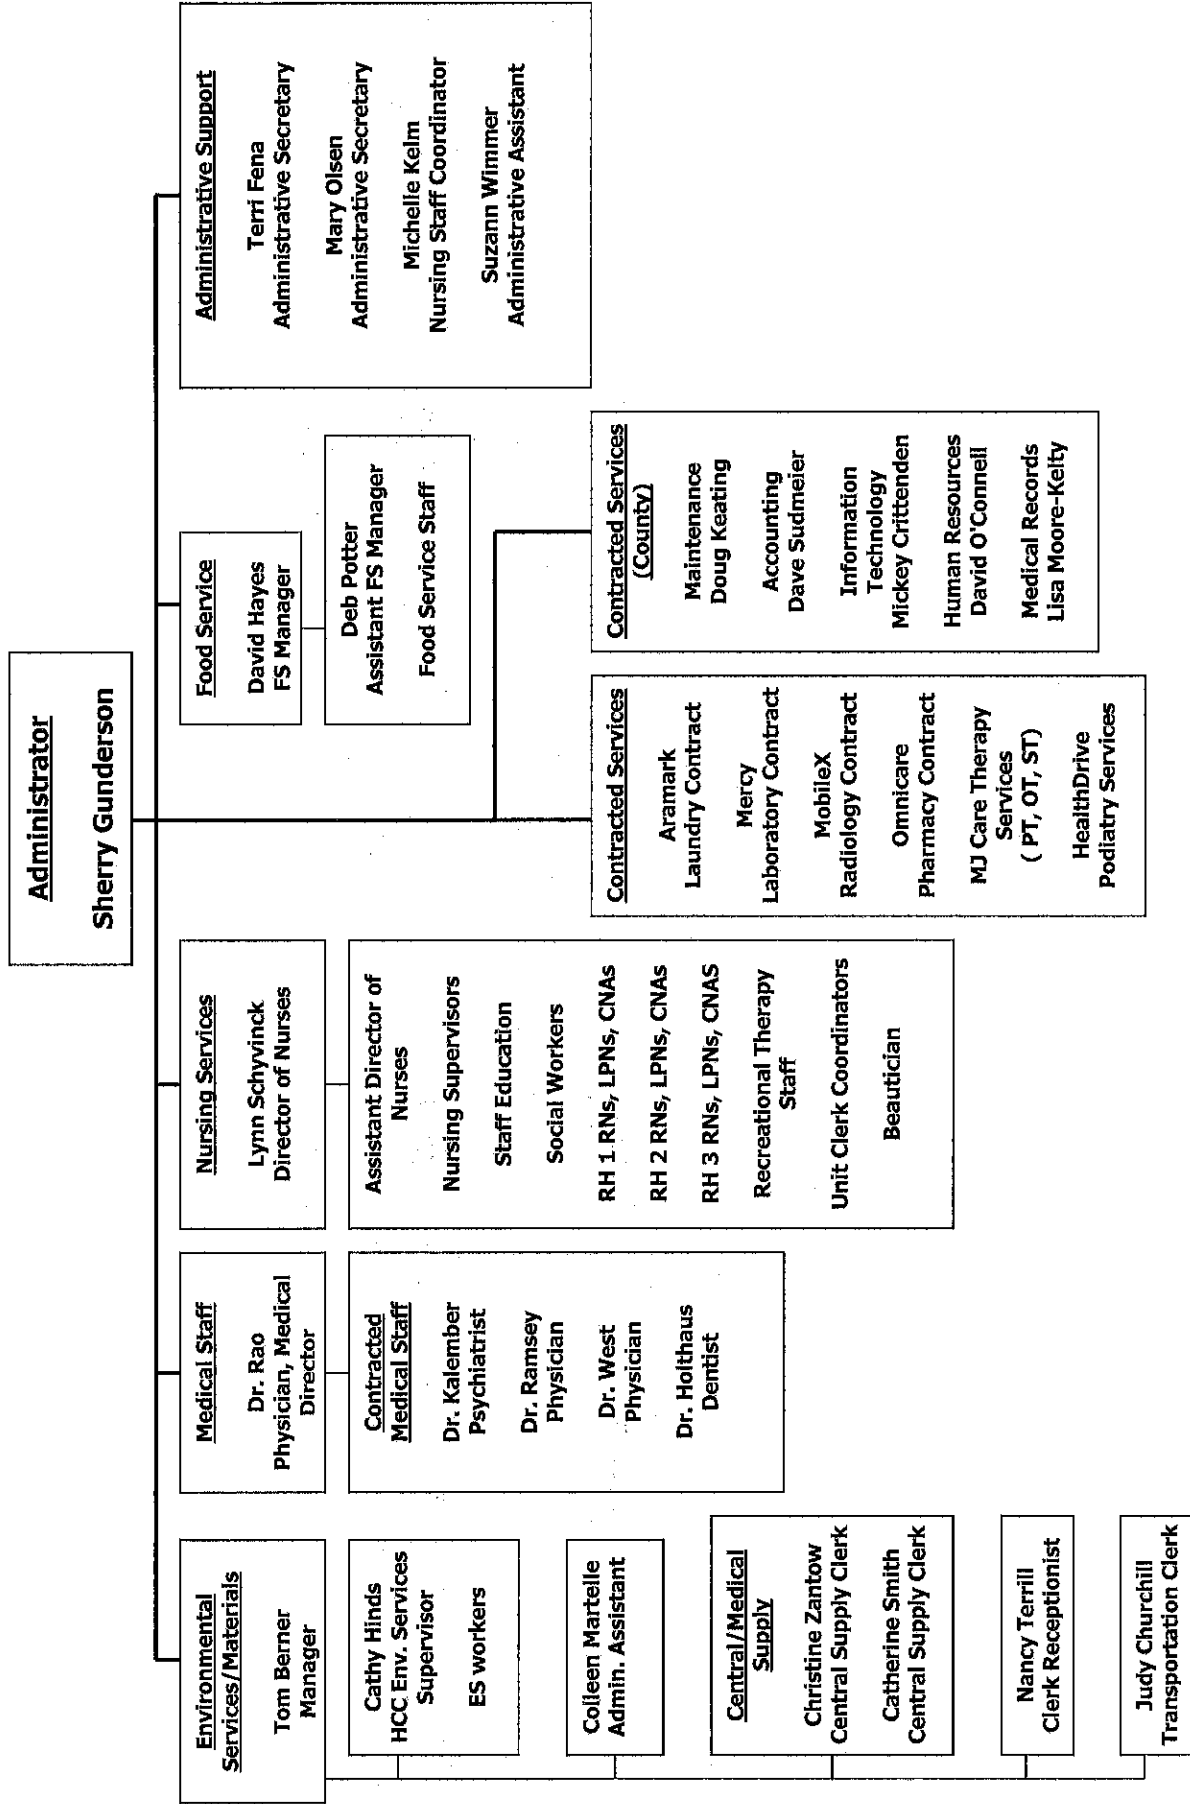 Administrator
Sherry Gunderson
Environmental
Services/Materials
Tom Berner
Manager
Cathy Hinds
HCC Env. Services
Supervisor
ES workers
Colleen Martelle
Admin. Assistant
Central/Medical
Supply
Christine Zantow
Central Supply Clerk
Catherine Smith
Central Supply Clerk
Nancy Terrill
Clerk Receptionist
Judy Churchill
Transportation Clerk
Medical Staff
Dr. Rao
Physician, Medical
Director
Contracted
Medical Staff
Dr. Kalember
Psychiatrist
Dr. Ramsey
Physician
Dr. West
Physician
Dr. Holthaus
Dentist
Nursing Services
Lynn Schyvinck
Director of Nurses
Assistant Director of
Nurses
Nursing Supervisors
Staff Education
Social Workers
RH 1 RNs, LPNs, CNAs
RH 2 RNs, LPNs, CNAs
RH 3 RNs, LPNs, CNAS
Recreational Therapy
Staff
Unit Clerk Coordinators
Beautician
Contracted Services
Aramark
Laundry Contract
Mercy
Laboratory Contract
MobileX
Radiology Contract
Omnicare
Pharmacy Contract
MJ Care Therapy
Services
( PT, OT, ST)
HealthDrive
Podiatry Services
Contracted Services
(County)
Maintenance
Doug Keating
Accounting
Dave Sudmeier
Information
Technology
Mickey Crittenden
Human Resources
David O'Connell
Medical Records
Lisa Moore-Kelty
Food Service
David Hayes
FS Manager
Deb Potter
Assistant FS Manager
Food Service Staff
Administrative Support
Terri Fena
Administrative Secretary
Mary Olsen
Administrative Secretary
Michelle Kelm
Nursing Staff Coordinator
Suzann Wimmer
Administrative Assistant